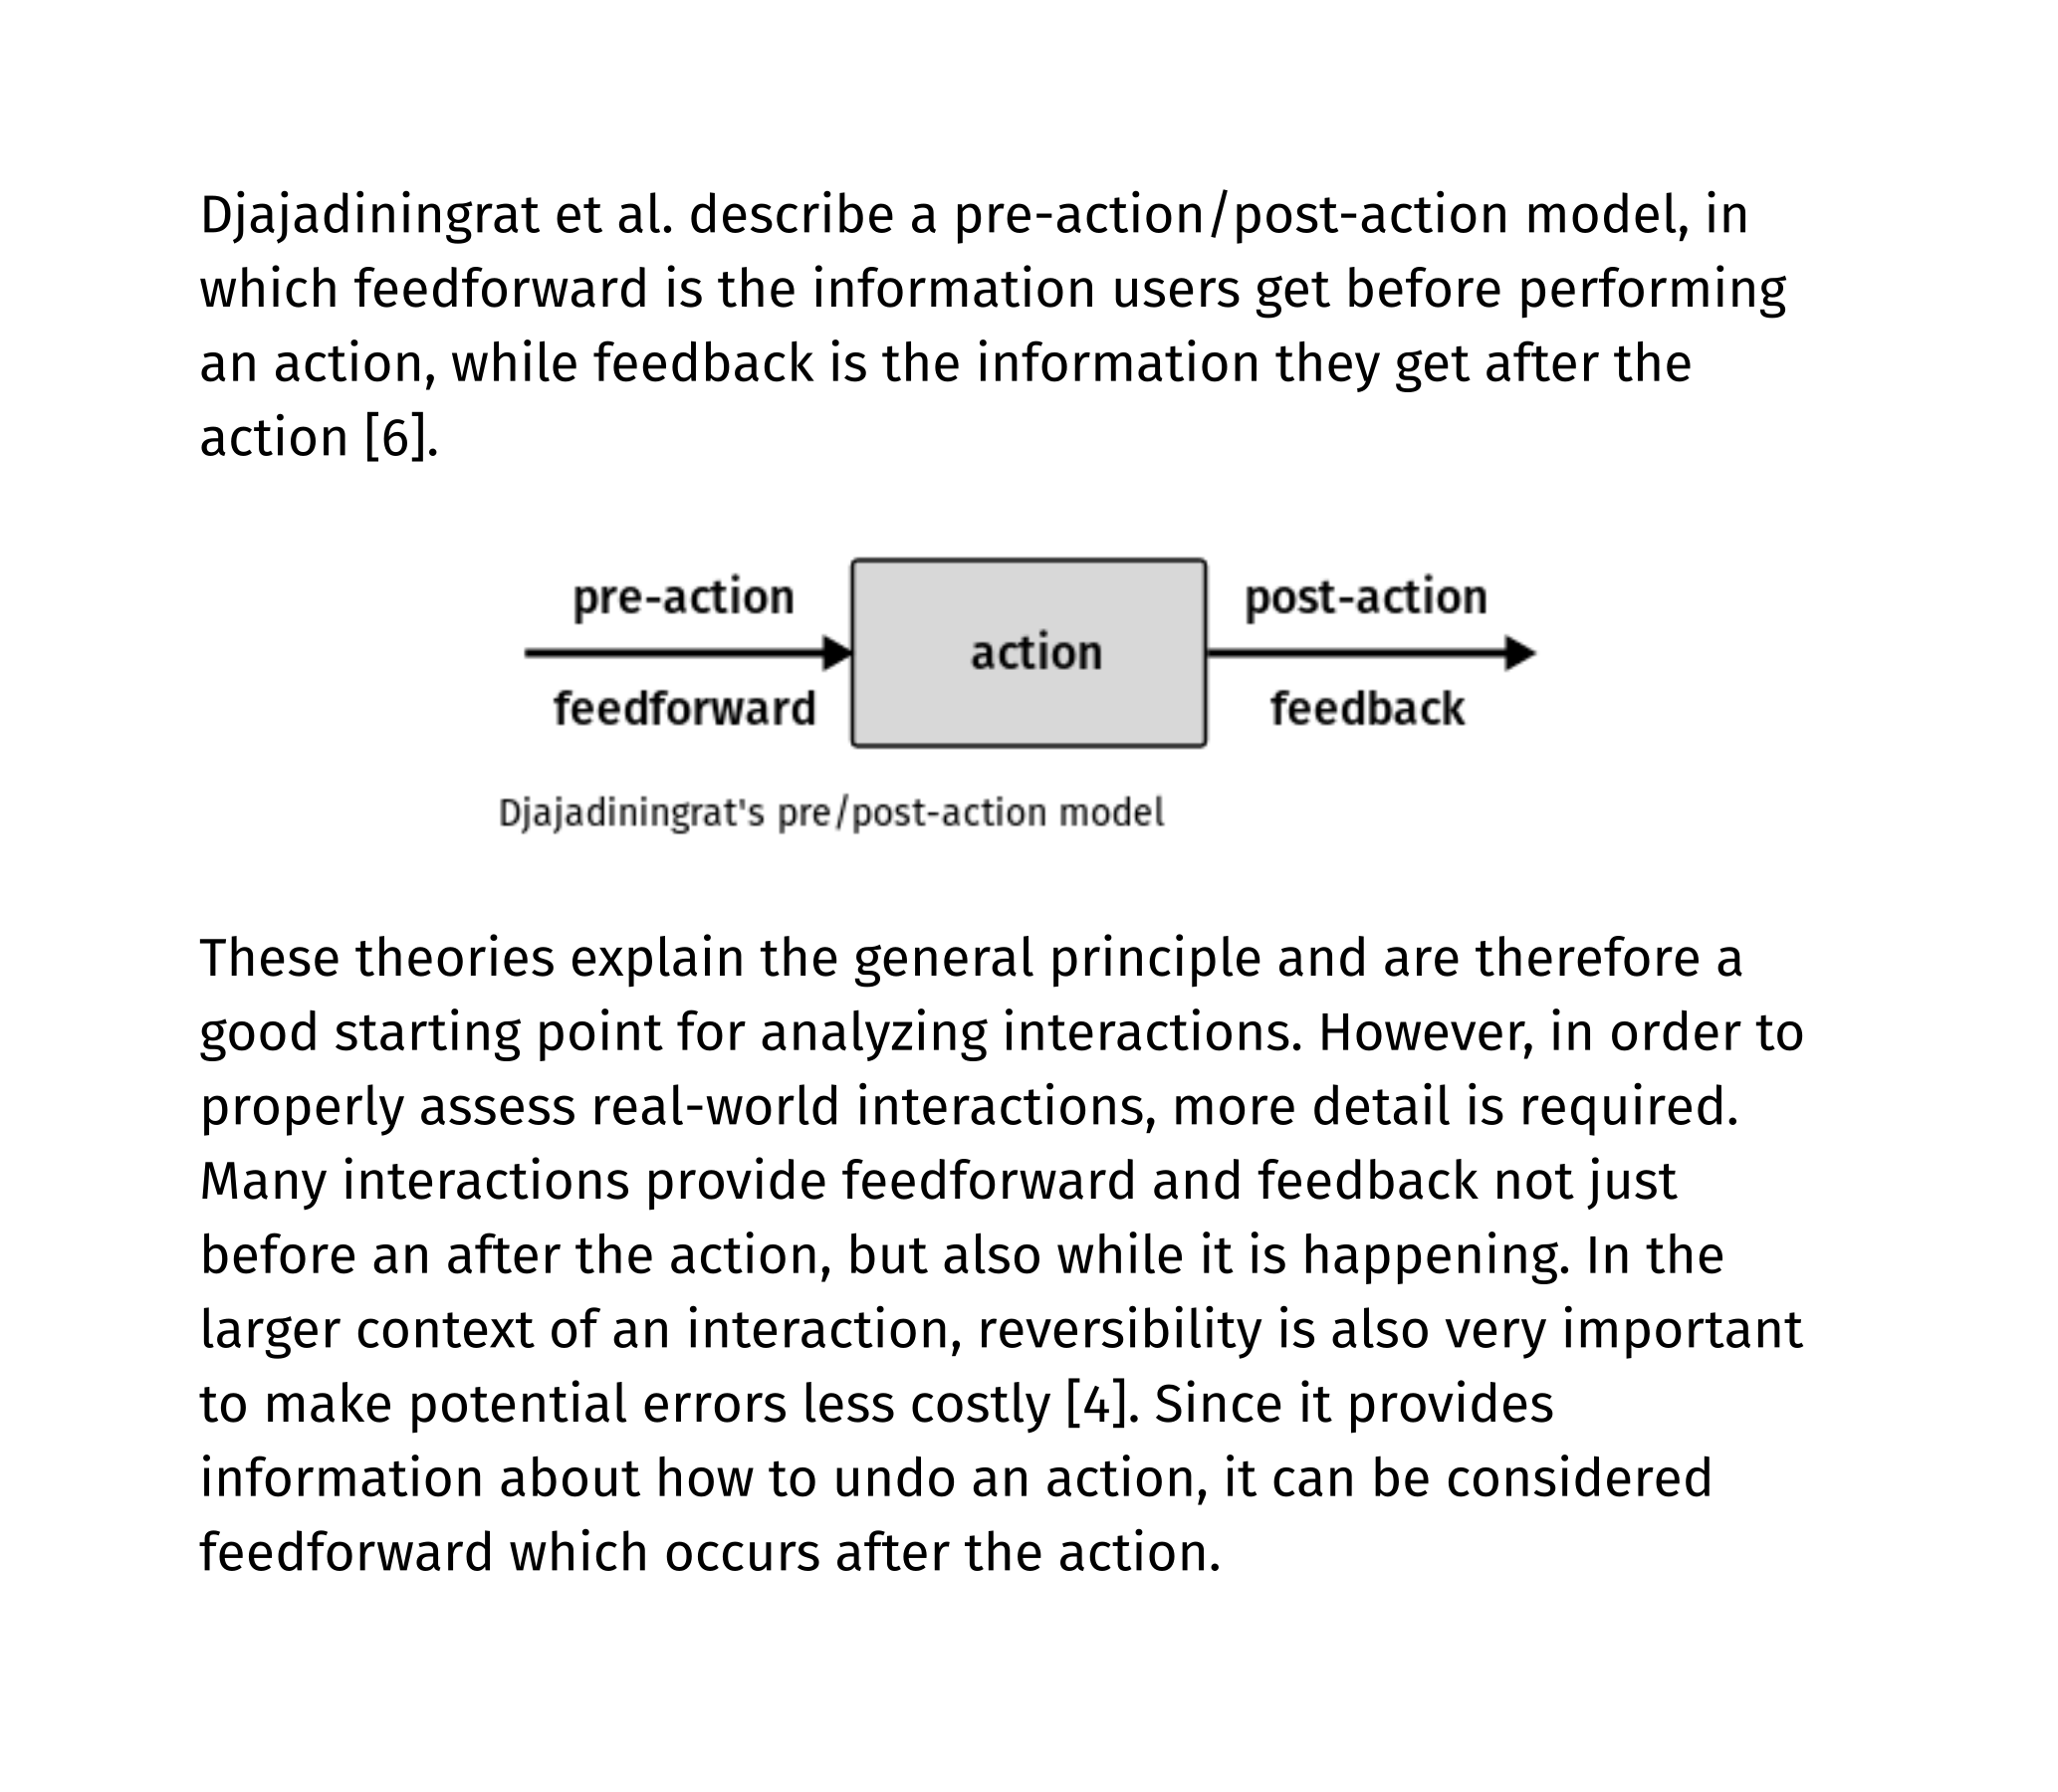 Djajadiningrat et al. describe a pre-action/post-action model, in
which feedforward is the information users get before performing
an action, while feedback is the information they get after the
action [6].
pre-action
feedforward
action
post-action
feedback
Djajadiningrat's pre/post-action model
These theories explain the general principle and are therefore a
good starting point for analyzing interactions. However, in order to
properly assess real-world interactions, more detail is required.
Many interactions provide feedforward and feedback not just
before an after the action, but also while it is happening. In the
larger context of an interaction, reversibility is also very important
to make potential errors less costly [4]. Since it provides
information about how to undo an action, it can be considered
feedforward which occurs after the action.